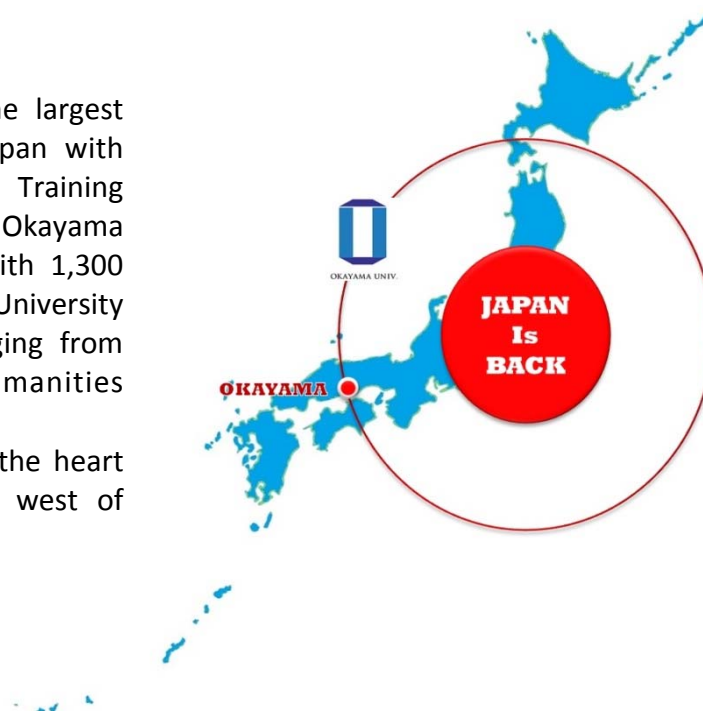 e largest
pan with
Training
Okayama
ith 1,300
University
ging from
manities
the heart
west of
OKAYAMA UNIV.
JAPAN
Is
BACK
OKAYAMA